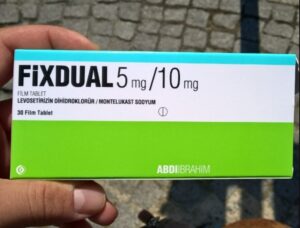 FiXDUAL 5 mg/10 mg
FİLM TABLET
LEVOSETİRİZİN DİHİDROKLORÜR / MONTELUKAST SODYUM
30 Film Tablet
ABDİİBRAHİM